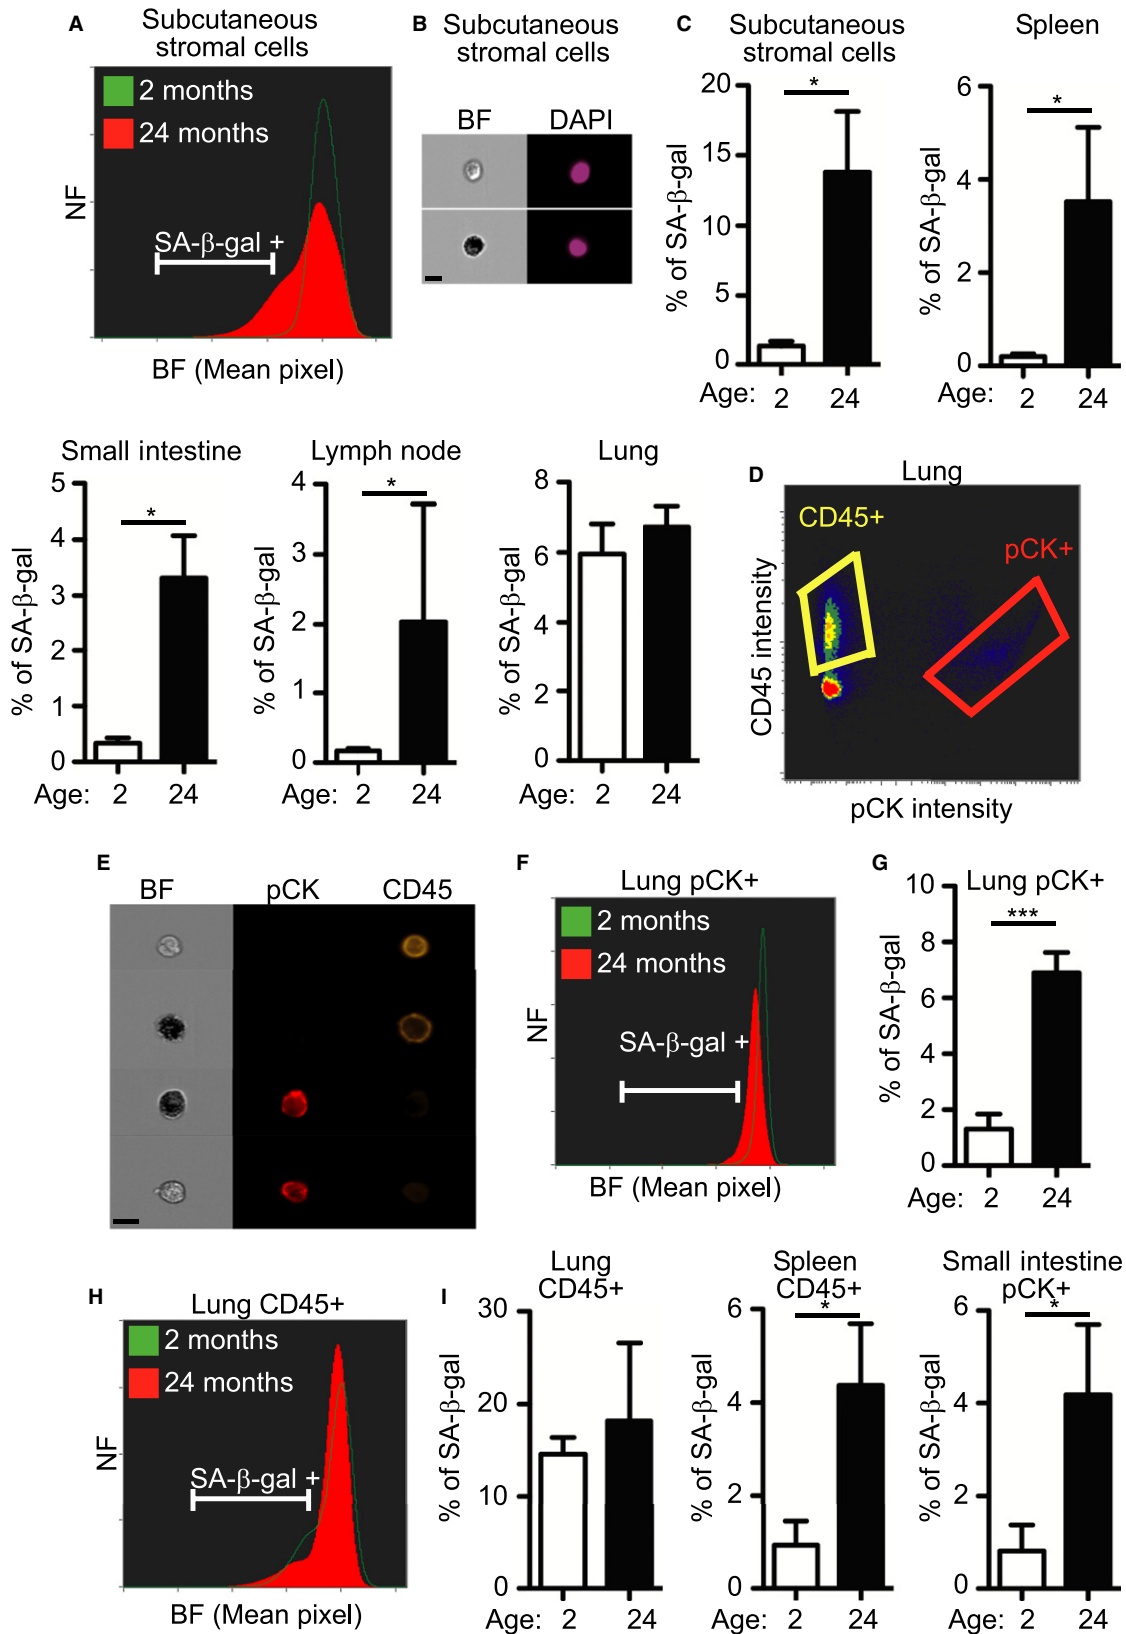 A
Subcutaneous
stromal cells
2 months
24 months
NF
SA-β-gal +
BF (Mean pixel)
B
Subcutaneous
stromal cells
BF DAPI
C
Subcutaneous
stromal cells
% of SA-β-gal
20
15
10
5
0
*
Age: 2 24
Spleen
% of SA-β-gal
6
4
2
0
*
Age: 2 24
Small intestine
% of SA-β-gal
5
4
3
2
1
0
*
Age: 2 24
Lymph node
% of SA-β-gal
4
3
2
1
0
*
Age: 2 24
Lung
% of SA-β-gal
8
6
4
2
0
Age: 2 24
D
Lung
CD45+
pCK+
CD45 intensity
pCK intensity
E
BF pCK CD45
F
Lung pCK+
2 months
24 months
NF
SA-β-gal +
BF (Mean pixel)
G
Lung pCK+
% of SA-β-gal
10
8
6
4
2
0
***
Age: 2 24
H
Lung CD45+
2 months
24 months
NF
SA-β-gal +
BF (Mean pixel)
I
Lung
CD45+
% of SA-β-gal
30
20
10
0
Age: 2 24
Spleen
CD45+
% of SA-β-gal
6
4
2
0
*
Age: 2 24
Small intestine
pCK+
% of SA-β-gal
6
4
2
0
*
Age: 2 24